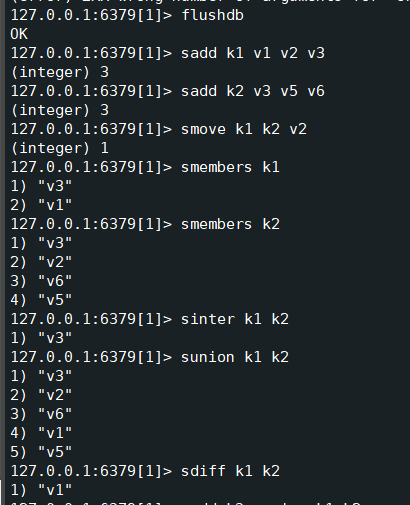 127.0.0.1:6379[1]> flushdb
OK
127.0.0.1:6379[1]> sadd k1 v1 v2 v3
(integer) 3
127.0.0.1:6379[1]> sadd k2 v3 v5 v6
(integer) 3
127.0.0.1:6379[1]> smove k1 k2 v2
(integer) 1
127.0.0.1:6379[1]> smembers k1
1) "v3"
2) "v1"
127.0.0.1:6379[1]> smembers k2
1) "v3"
2) "v2"
3) "v6"
4) "v5"
127.0.0.1:6379[1]> sinter k1 k2
1) "v3"
127.0.0.1:6379[1]> sunion k1 k2
1) "v3"
2) "v2"
3) "v6"
4) "v1"
5) "v5"
127.0.0.1:6379[1]> sdiff k1 k2
1) "v1"